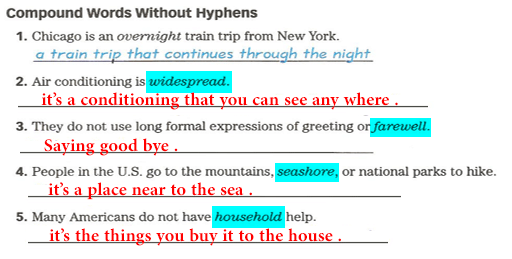 Compound Words Without Hyphens
1. Chicago is an overnight train trip from New York.
a train trip that continues through the night
2. Air conditioning is widespread.
it's a conditioning that you can see any where .
3. They do not use long formal expressions of greeting or farewell.
Saying good bye .
4. People in the U.S. go to the mountains, seashore, or national parks to hike.
it's a place near to the sea .
5. Many Americans do not have household help.
it's the things you buy it to the house .